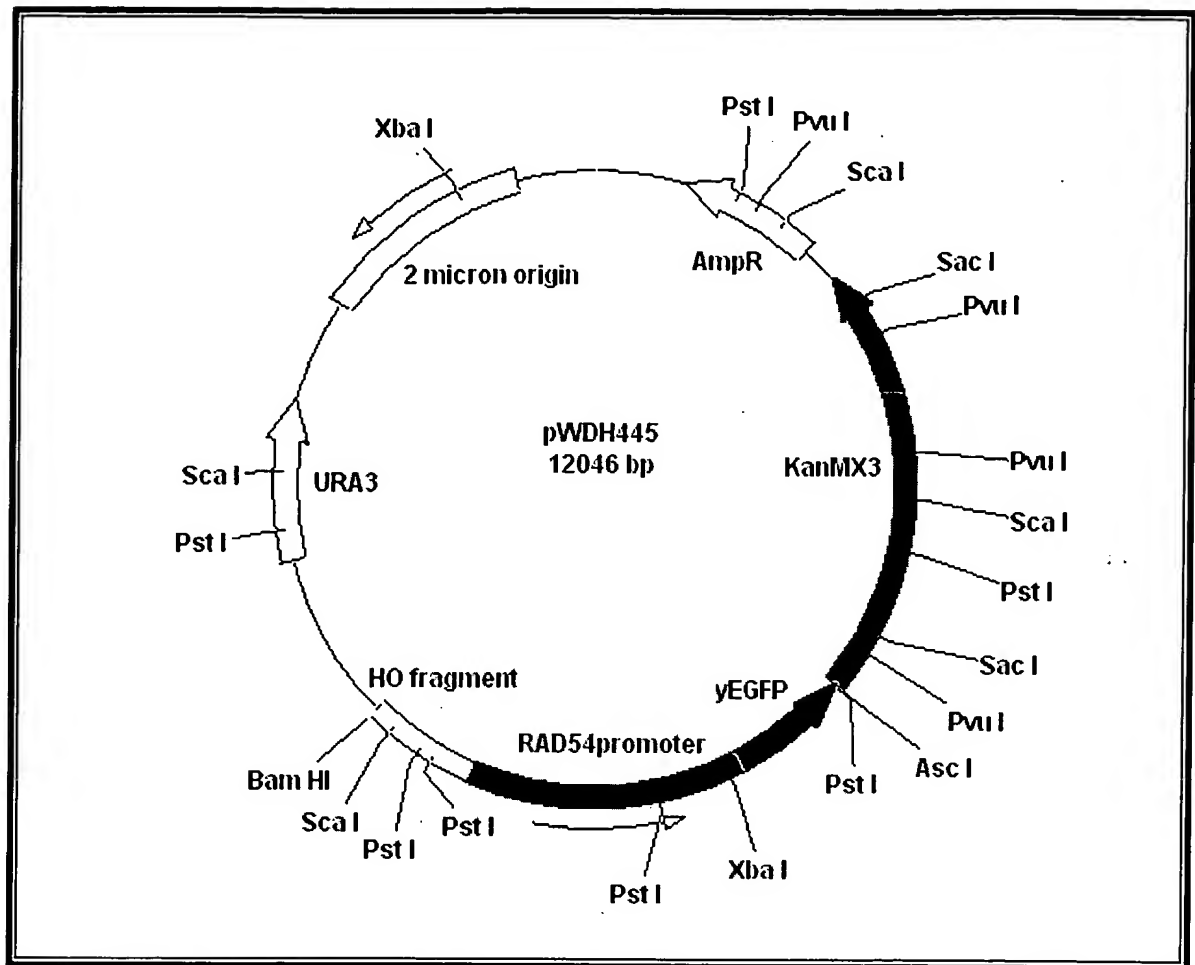 Pst I
Pvu I
Xba I
Sca I
AmpR
Sac I
2 micron origin
Pvu I
pWDH445
12046 bp
KanMX3
Pvu I
Sca I
URA3
Sca I
Pst I
Pst I
Sac I
HO fragment
yEGFP
Pvu I
RAD54promoter
Asc I
Bam HI
Pst I
Sca I
Pst I
Pst I
Xba I
Pst I